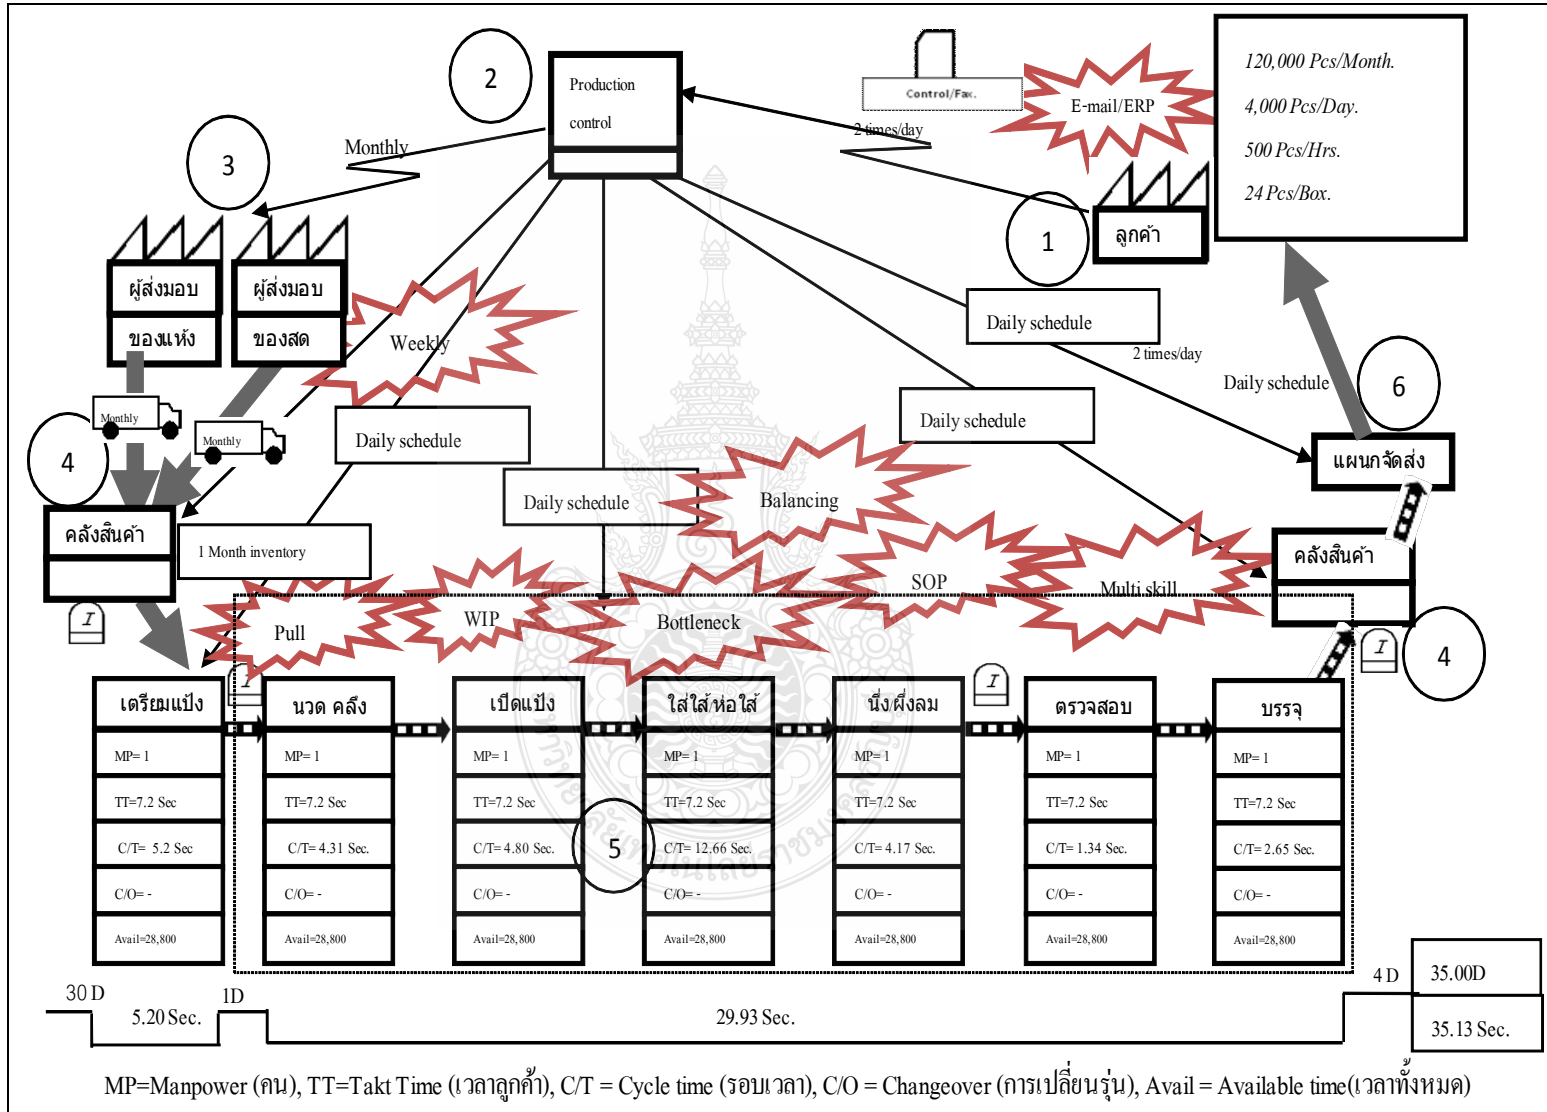 2
Production
control
Control/Fax.
E-mail/ERP
120,000 Pcs/Month.
4,000 Pcs/Day.
500 Pcs/Hrs.
24 Pcs/Box.
Monthly
2 times/day
3
1
ลูกค้า
ผู้ส่งมอบ
ของแห้ง
ผู้ส่งมอบ
ของสด
Weekly
Daily schedule
2 times/day
Daily schedule
6
Monthly
Monthly
4
Daily schedule
Daily schedule
แผนกจัดส่ง
คลังสินค้า
1 Month inventory
Daily schedule
Balancing
คลังสินค้า
I
Pull
WIP
Bottleneck
SOP
Multi skill
I
4
I
I
เตรียมแป้ง
MP= 1
TT=7.2 Sec
C/T= 5.2 Sec
C/O= -
Avail=28,800
นวด คลึง
MP= 1
TT=7.2 Sec
C/T= 4.31 Sec.
C/O= -
Avail=28,800
เปิดแป้ง
MP= 1
TT=7.2 Sec
C/T= 4.80 Sec.
C/O= -
Avail=28,800
5
ใส่ใส้/ห่อใส้
MP= 1
TT=7.2 Sec
C/T= 12.66 Sec.
C/O= -
Avail=28,800
นึ่ง/ผึ่งลม
MP= 1
TT=7.2 Sec
C/T= 4.17 Sec.
C/O= -
Avail=28,800
ตรวจสอบ
MP= 1
TT=7.2 Sec
C/T= 1.34 Sec.
C/O= -
Avail=28,800
บรรจุ
MP= 1
TT=7.2 Sec
C/T= 2.65 Sec.
C/O= -
Avail=28,800
30 D
5.20 Sec.
1D
29.93 Sec.
4 D
35.00D
35.13 Sec.
MP=Manpower (คน), TT=Takt Time (เวลาลูกค้า), C/T = Cycle time (รอบเวลา), C/O = Changeover (การเปลี่ยนรุ่น), Avail = Available time(เวลาทั้งหมด)